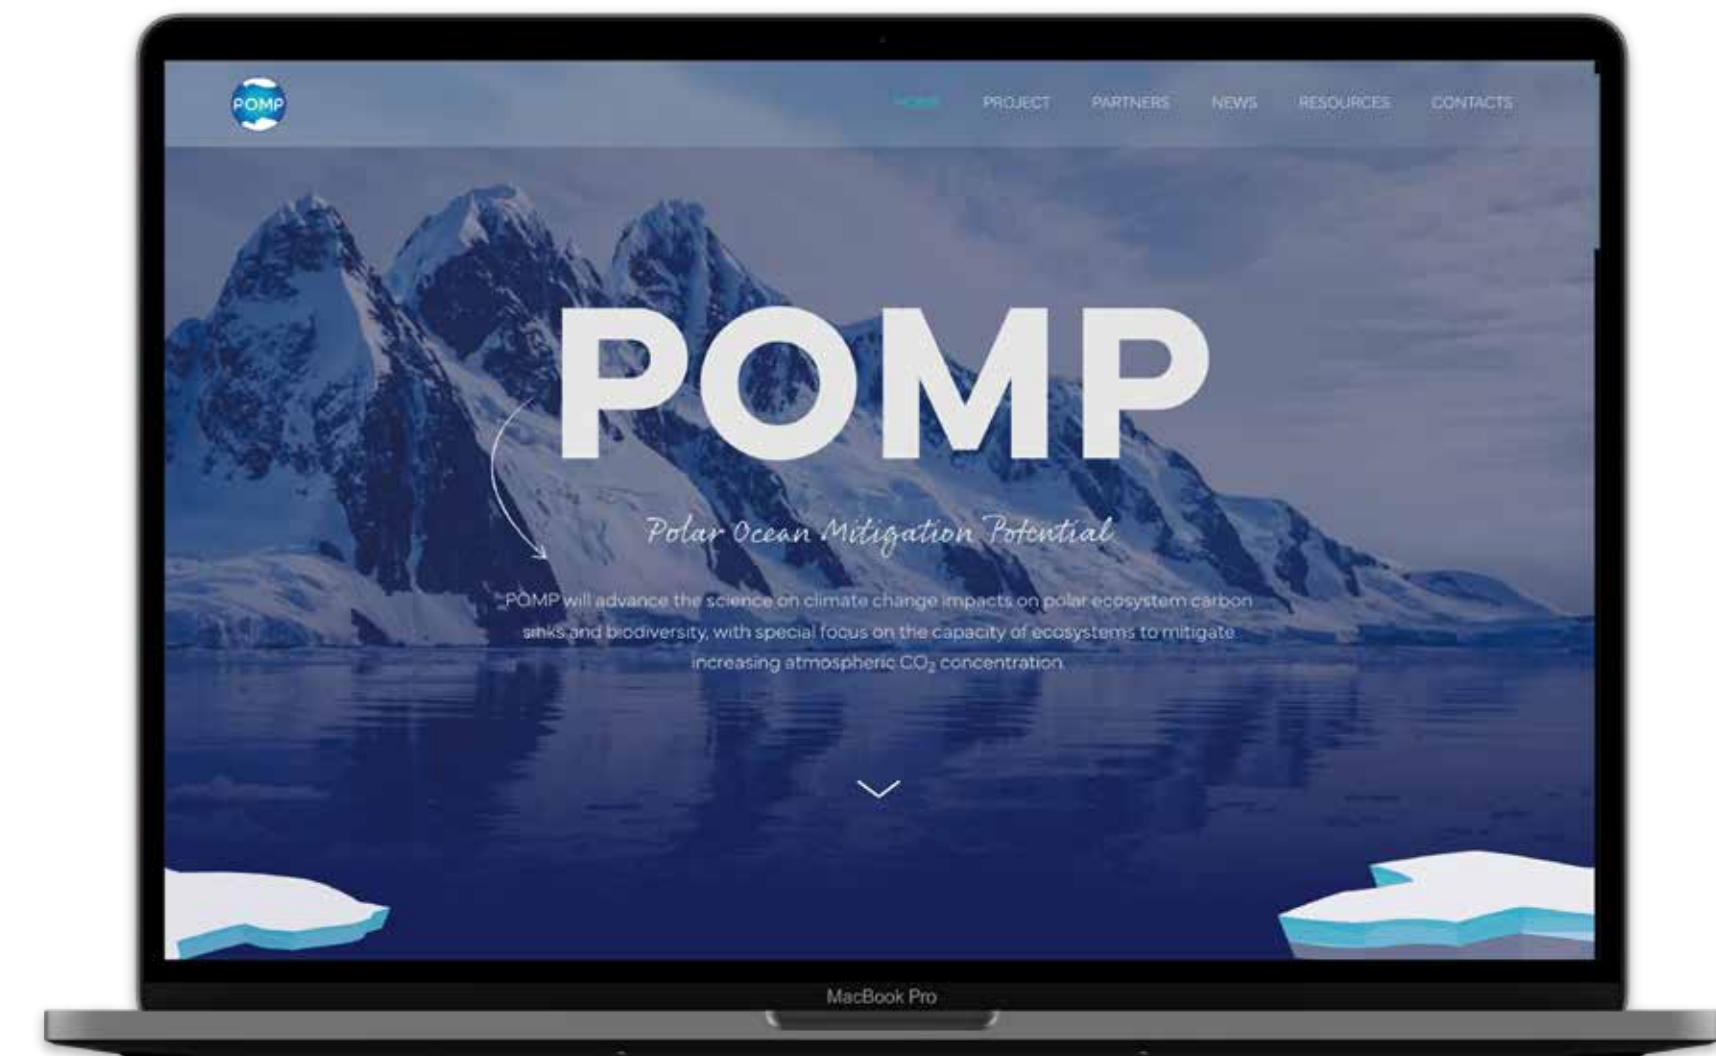 POMP
HOME PROJECT PARTNERS NEWS RESOURCES CONTACTS
POMP
Polar Ocean Mitigation Potential
POMP will advance the science on climate change impacts on polar ecosystem carbon
sinks and biodiversity, with special focus on the capacity of ecosystems to mitigate
increasing atmospheric CO₂ concentration.
MacBook Pro